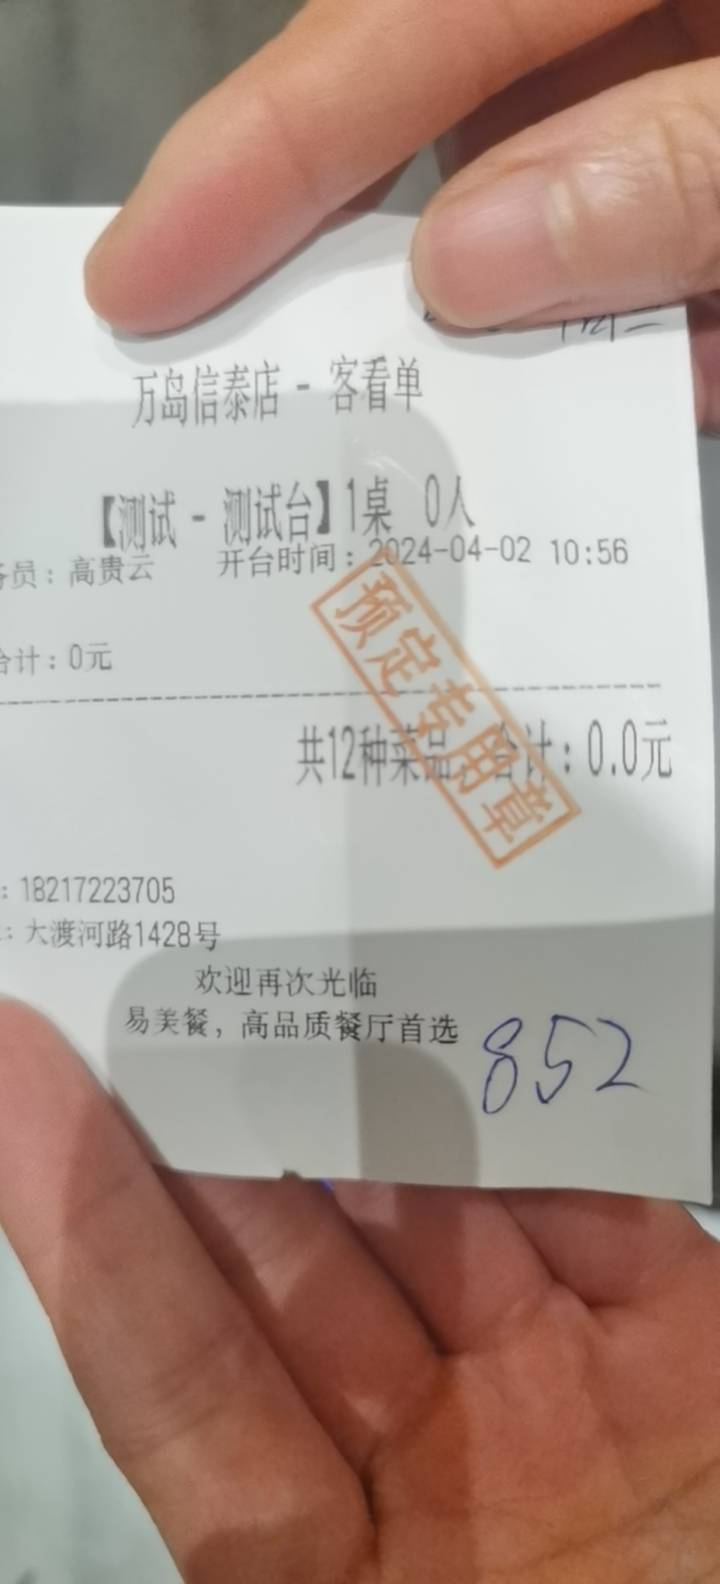 万岛信泰店 - 客看单
【测试 - 测试台】1桌 0人
务员：高贵云 开台时间：2024-04-02 10:56
合计：0元
预定专用章
共12种菜品 合计：0.0元
：18217223705
：大渡河路1428号
欢迎再次光临
易美餐，高品质餐厅首选
852